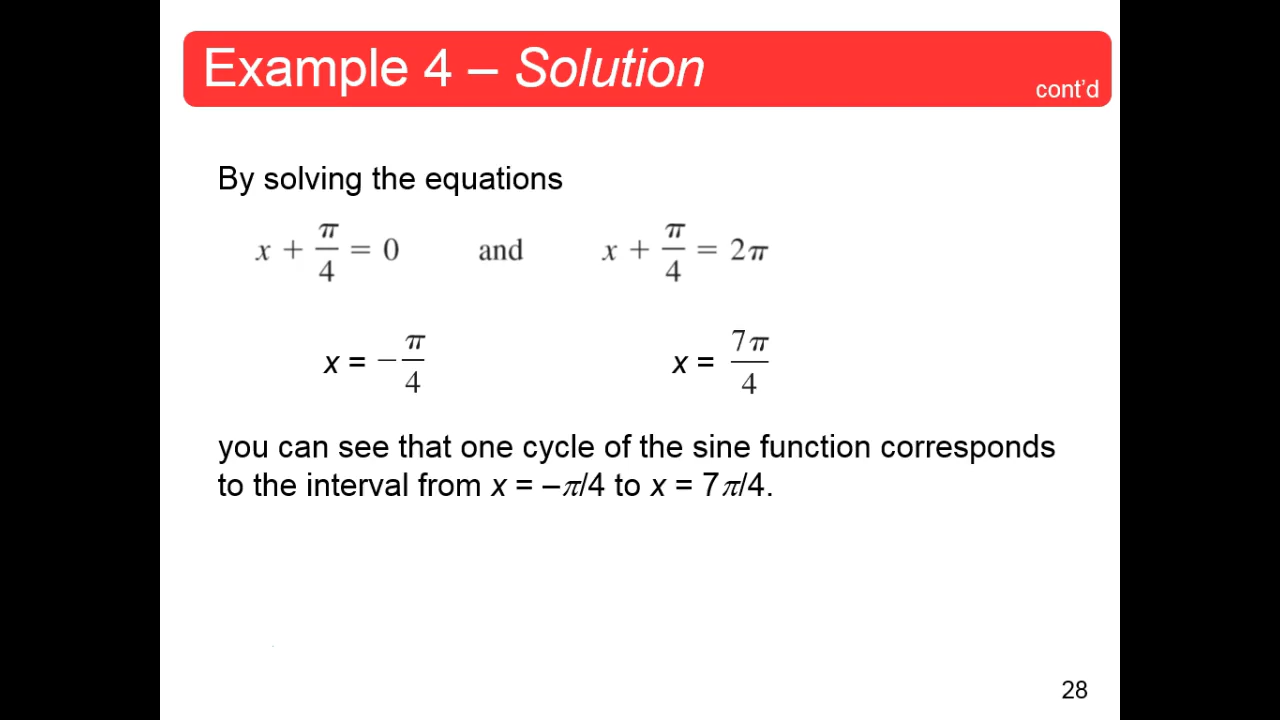 Example 4 – Solution
cont'd
By solving the equations
x + π/4 = 0 and x + π/4 = 2π
x = −π/4 x = 7π/4
you can see that one cycle of the sine function corresponds
to the interval from x = –π/4 to x = 7π/4.
28